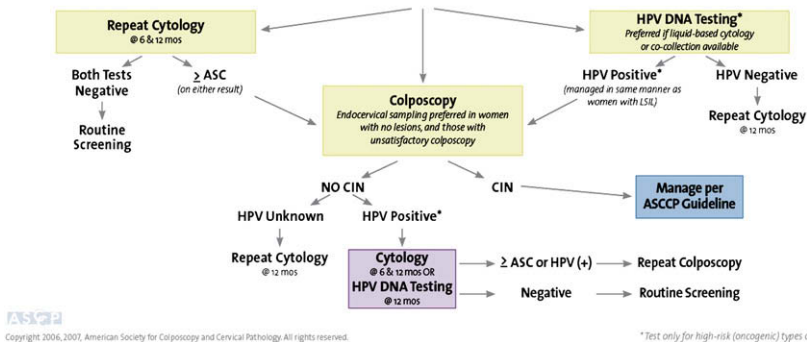 Repeat Cytology
@ 6 & 12 mos
HPV DNA Testing*
Preferred if liquid-based cytology
or co-collection available
Both Tests
Negative
≥ ASC
(on either result)
HPV Positive*
(managed in same manner as
women with LSIL)
HPV Negative
Routine
Screening
Colposcopy
Endocervical sampling preferred in women
with no lesions, and those with
unsatisfactory colposcopy
Repeat Cytology
@ 12 mos
NO CIN
CIN
Manage per
ASCCP Guideline
HPV Unknown
HPV Positive*
Repeat Cytology
@ 12 mos
Cytology
@ 6 & 12 mos OR
HPV DNA Testing
@ 12 mos
≥ ASC or HPV (+)
Repeat Colposcopy
Negative
Routine Screening
Copyright 2006, 2007, American Society for Colposcopy and Cervical Pathology. All rights reserved.
*Test only for high-risk (oncogenic) types